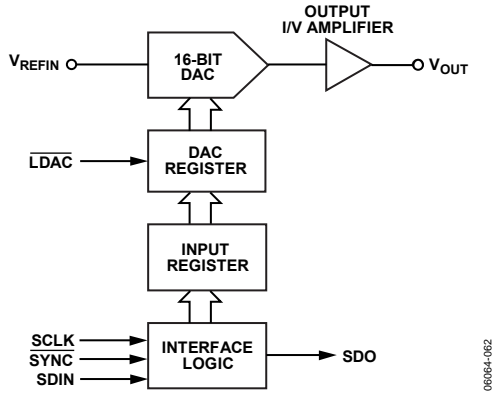 OUTPUT
I/V AMPLIFIER
16-BIT
DAC
VREFIN
VOUT
LDAC
DAC
REGISTER
INPUT
REGISTER
SCLK
SYNC
SDIN
INTERFACE
LOGIC
SDO
06064-062